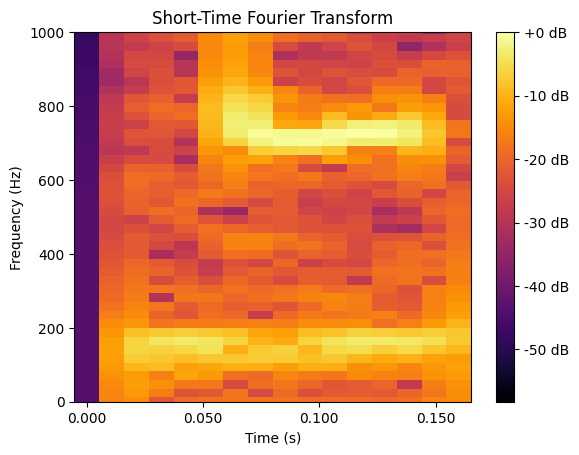 Short-Time Fourier Transform
1000
800
600
400
200
0
Frequency (Hz)
0.000
0.050
0.100
0.150
Time (s)
+0 dB
-10 dB
-20 dB
-30 dB
-40 dB
-50 dB